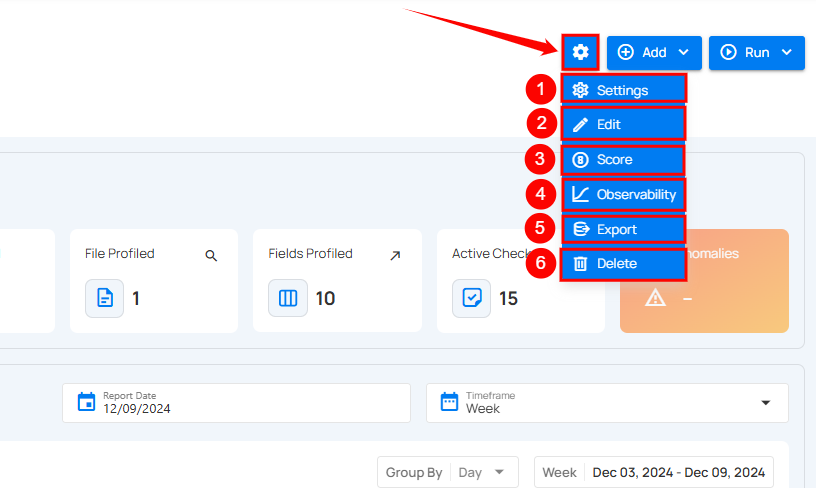 Add
Run
1 Settings
2 Edit
3 8 Score
4 Observability
5 Export
6 Delete
File Profiled
1
Fields Profiled
10
Active Check
15
nomalies
–
Report Date
12/09/2024
Timeframe
Week
Group By Day
Week Dec 03, 2024 - Dec 09, 2024